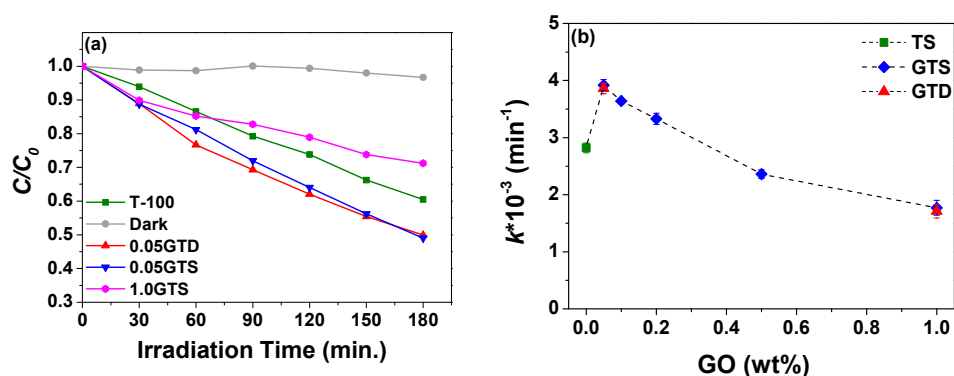 (a)
C/C0
1.0
0.9
0.8
0.7
0.6
0.5
0.4
0.3
T-100
Dark
0.05GTD
0.05GTS
1.0GTS
0 30 60 90 120 150 180
Irradiation Time (min.)
(b)
k*10-3 (min-1)
5
4
3
2
1
0
TS
GTS
GTD
0.0 0.2 0.4 0.6 0.8 1.0
GO (wt%)